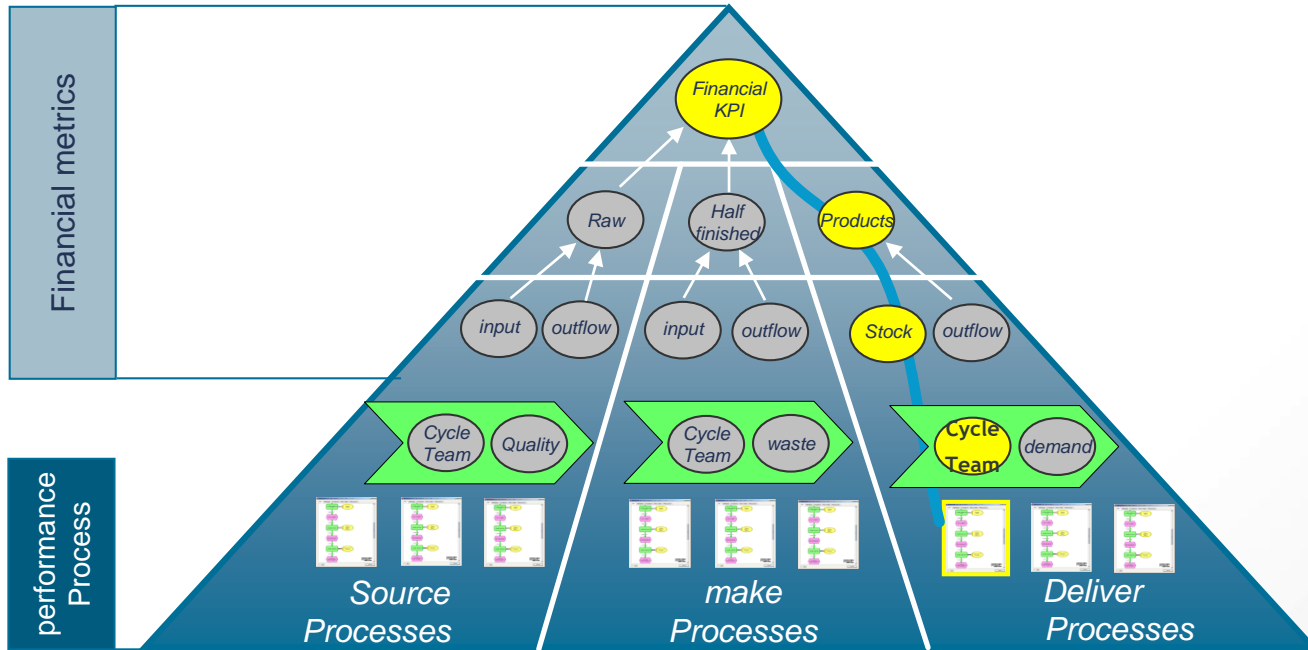 Financial metrics
Financial
KPI
Raw
Half
finished
Products
input
outflow
input
outflow
Stock
outflow
Cycle
Team
Quality
Cycle
Team
waste
Cycle
Team
demand
performance
Process
Source
Processes
make
Processes
Deliver
Processes